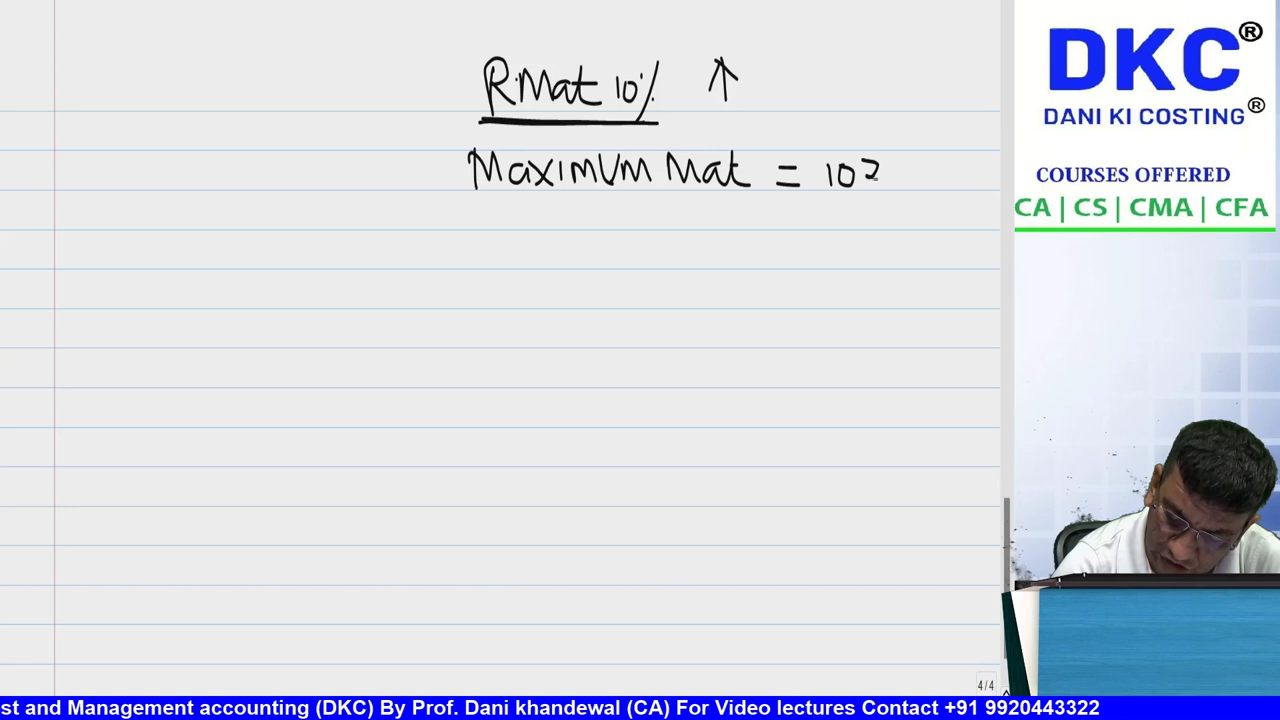 R.Mat 10% ↑
Maximum Mat = 102
DKC®
DANI KI COSTING®
COURSES OFFERED
CA | CS | CMA | CFA
4/4
st and Management accounting (DKC) By Prof. Dani khandewal (CA) For Video lectures Contact +91 9920443322